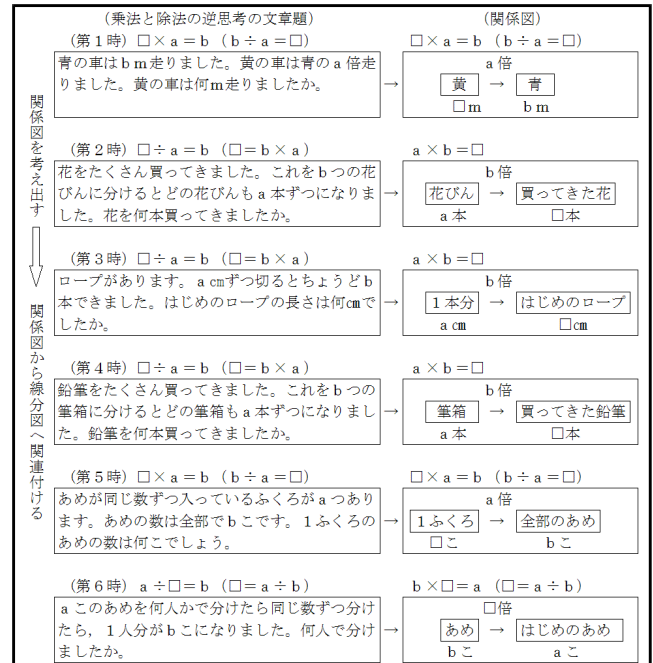 （乗法と除法の逆思考の文章題）
（関係図）
（第１時）□×ａ＝ｂ（ｂ÷ａ＝□）
□×ａ＝ｂ（ｂ÷ａ＝□）
青の車はｂｍ走りました。黄の車は青のａ倍走
りました。黄の車は何ｍ走りましたか。
→
ａ倍
黄 → 青
□ｍ ｂｍ
（第２時）□÷ａ＝ｂ（□＝ｂ×ａ）
ａ×ｂ＝□
花をたくさん買ってきました。これをｂつの花
びんに分けるとどの花びんもａ本ずつになりま
した。花を何本買ってきましたか。
→
ｂ倍
花びん → 買ってきた花
ａ本 □本
（第３時）□÷ａ＝ｂ（□＝ｂ×ａ）
ａ×ｂ＝□
ロープがあります。ａ㎝ずつ切るとちょうどｂ
本できました。はじめのロープの長さは何㎝で
したか。
→
ｂ倍
１本分 → はじめのロープ
ａ㎝ □㎝
（第４時）□÷ａ＝ｂ（□＝ｂ×ａ）
ａ×ｂ＝□
鉛筆をたくさん買ってきました。これをｂつの
筆箱に分けるとどの筆箱もａ本ずつになりまし
た。鉛筆を何本買ってきましたか。
→
ｂ倍
筆箱 → 買ってきた鉛筆
ａ本 □本
（第５時）□×ａ＝ｂ（ｂ÷ａ＝□）
□×ａ＝ｂ（ｂ÷ａ＝□）
あめが同じ数ずつ入っているふくろがａつあり
ます。あめの数は全部でｂこです。１ふくろの
あめの数は何こでしょう。
→
ａ倍
１ふくろ → 全部のあめ
□こ ｂこ
（第６時）ａ÷□＝ｂ（□＝ａ÷ｂ）
ｂ×□＝ａ（□＝ａ÷ｂ）
ａこのあめを何人かで分けたら同じ数ずつ分け
たら，１人分がｂこになりました。何人で分け
ましたか。
→
□倍
あめ → はじめのあめ
ｂこ ａこ
関係図を考え出す
関係図から線分図へ関連付ける